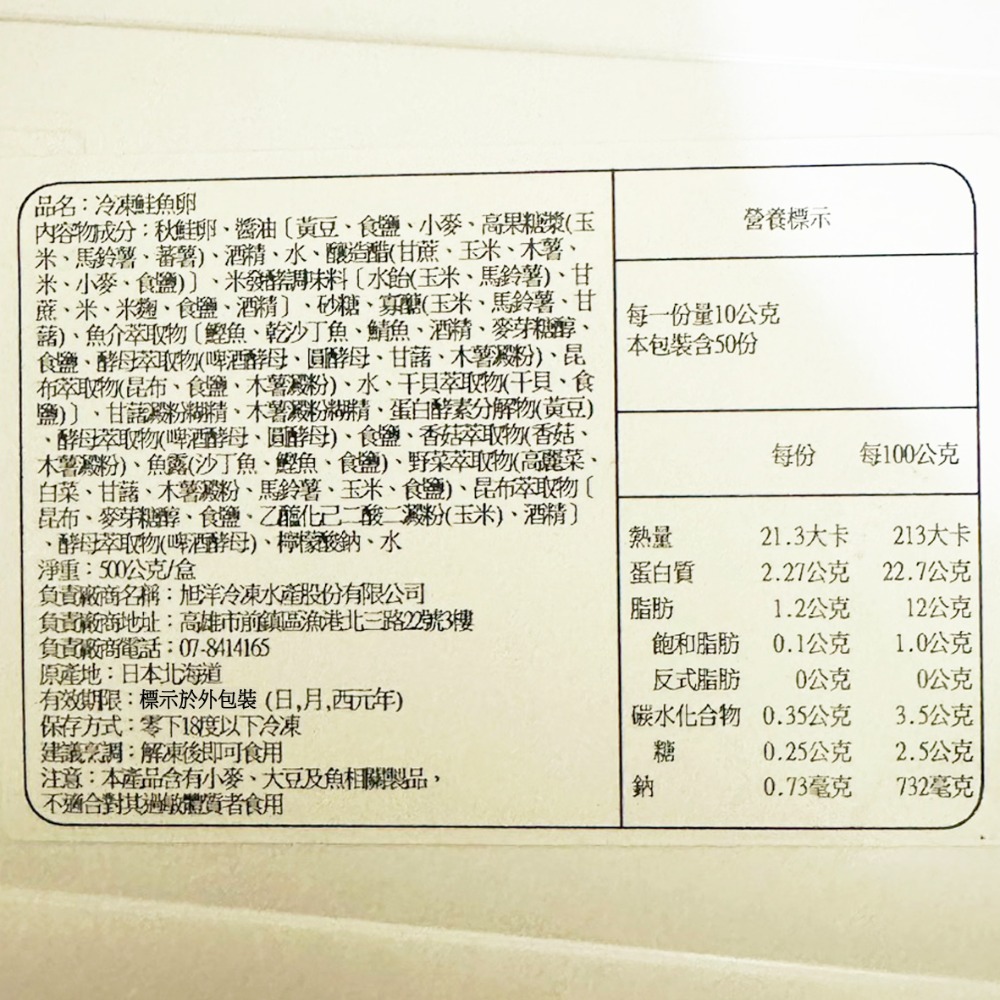 品名：冷凍鮭魚卵
內容物成分：秋鮭卵、醬油〔黃豆、食鹽、小麥、高果糖漿(玉
米、馬鈴薯、蕃薯)、酒精、水、釀造醋(甘蔗、玉米、木薯、
米、小麥、食鹽)〕、米發酵調味料〔水飴(玉米、馬鈴薯)、甘
蔗、米、米麴、食鹽、酒精〕、砂糖、寡醣(玉米、馬鈴薯、甘
藷)、魚介萃取物〔鰹魚、乾沙丁魚、鯖魚、酒精、麥芽糖醇、
食鹽、酵母萃取物(啤酒酵母、圓酵母、甘藷、木薯澱粉)、昆
布萃取物(昆布、食鹽、木薯澱粉)、水、干貝萃取物(干貝、食
鹽)〕、甘藷澱粉糊精、木薯澱粉糊精、蛋白酵素分解物(黃豆)
、酵母萃取物(啤酒酵母、圓酵母)、食鹽、香菇萃取物(香菇、
木薯澱粉)、魚露(沙丁魚、鰹魚、食鹽)、野菜萃取物(高麗菜、
白菜、甘藷、木薯澱粉、馬鈴薯、玉米、食鹽)、昆布萃取物〔
昆布、麥芽糖醇、食鹽、乙醯化己二酸二澱粉(玉米)、酒精〕
、酵母萃取物(啤酒酵母)、檸檬酸鈉、水
淨重：500公克/盒
負責廠商名稱：旭洋冷凍水產股份有限公司
負責廠商地址：高雄市前鎮區漁港北三路22號3樓
負責廠商電話：07-8414165
原產地：日本北海道
有效期限：標示於外包裝 (日,月,西元年)
保存方式：零下18度以下冷凍
建議烹調：解凍後即可食用
注意：本產品含有小麥、大豆及魚相關製品，
不適合對其過敏體質者食用
營養標示
每一份量10公克
本包裝含50份
每份 每100公克
熱量 21.3大卡 213大卡
蛋白質 2.27公克 22.7公克
脂肪 1.2公克 12公克
飽和脂肪 0.1公克 1.0公克
反式脂肪 0公克 0公克
碳水化合物 0.35公克 3.5公克
糖 0.25公克 2.5公克
鈉 0.73毫克 732毫克